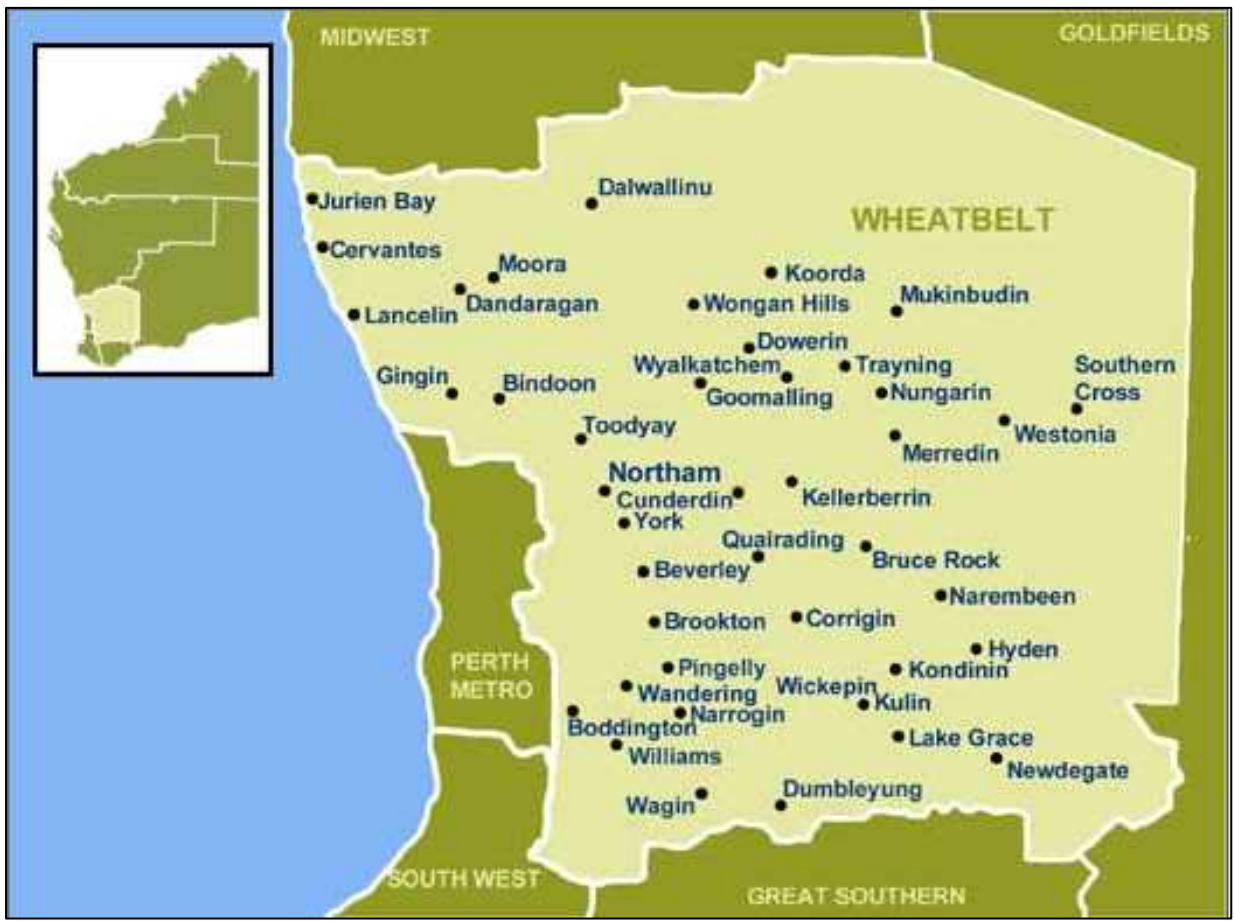 MIDWEST
GOLDFIELDS
Dalwallinu
Jurien Bay
WHEATBELT
Cervantes
Moora
Koorda
Dandaragan
Wongan Hills
Mukinbudin
Lancelin
Dowerin
Wyalkatchem
Trayning
Southern
Cross
Gingin
Bindoon
Goomalling
Nungarin
Toodyay
Westonia
Merredin
Northam
Cunderdin
Kellerberrin
York
Quairading
Bruce Rock
Beverley
Narembeen
Brookton
Corrigin
Hyden
PERTH
METRO
Pingelly
Kondinin
Wandering
Wickepin
Kulin
Boddington
Narrogin
Lake Grace
Williams
Newdegate
Wagin
Dumbleyung
SOUTH WEST
GREAT SOUTHERN